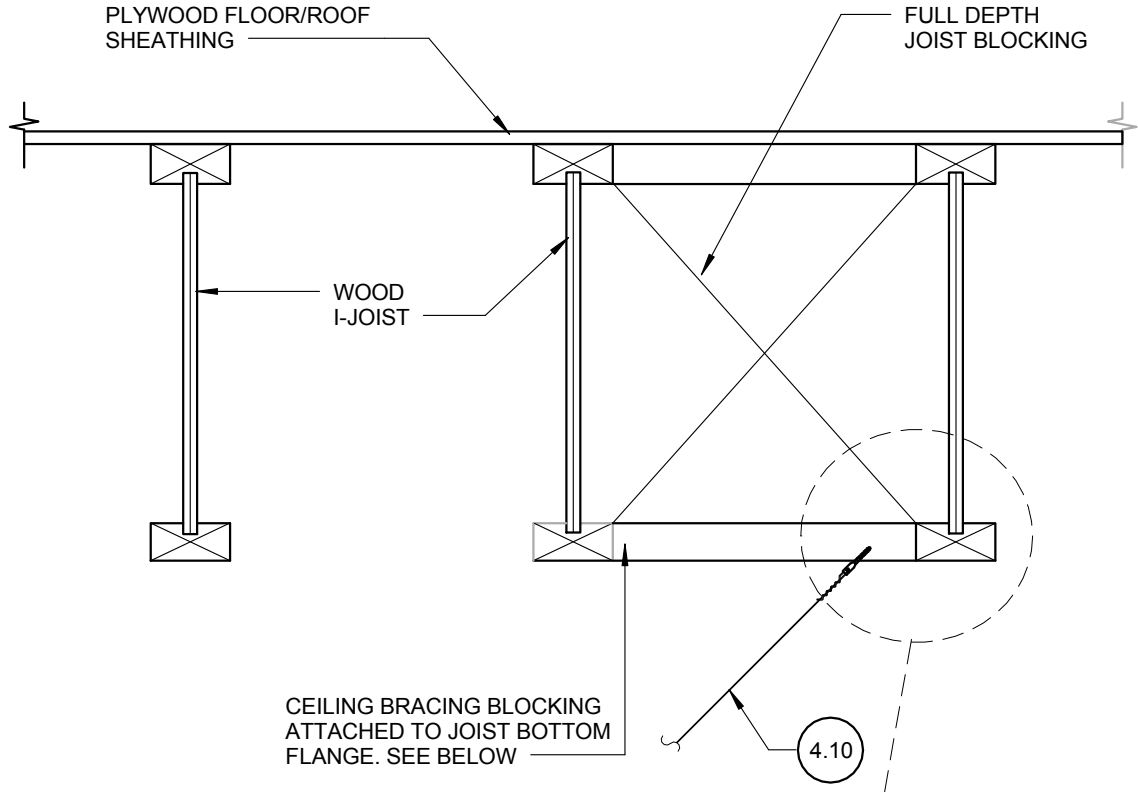 PLYWOOD FLOOR/ROOF
SHEATHING
FULL DEPTH
JOIST BLOCKING
WOOD
I-JOIST
CEILING BRACING BLOCKING
ATTACHED TO JOIST BOTTOM
FLANGE. SEE BELOW
4.10